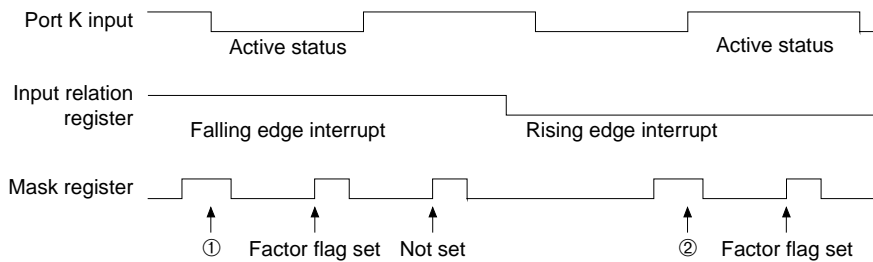 Port K input
Active status
Active status
Input relation
register
Falling edge interrupt
Rising edge interrupt
Mask register
① Factor flag set Not set ② Factor flag set